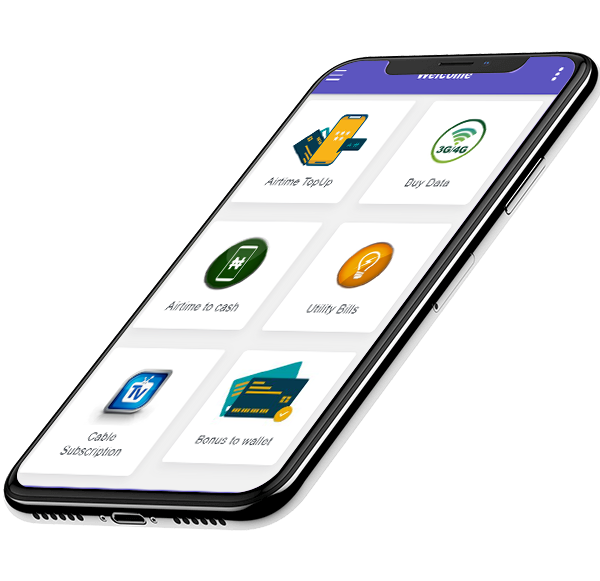 Welcome
Airtime TopUp
3G/4G
Buy Data
Airtime to cash
Utility Bills
TV
Cable
Subscription
Bonus to wallet